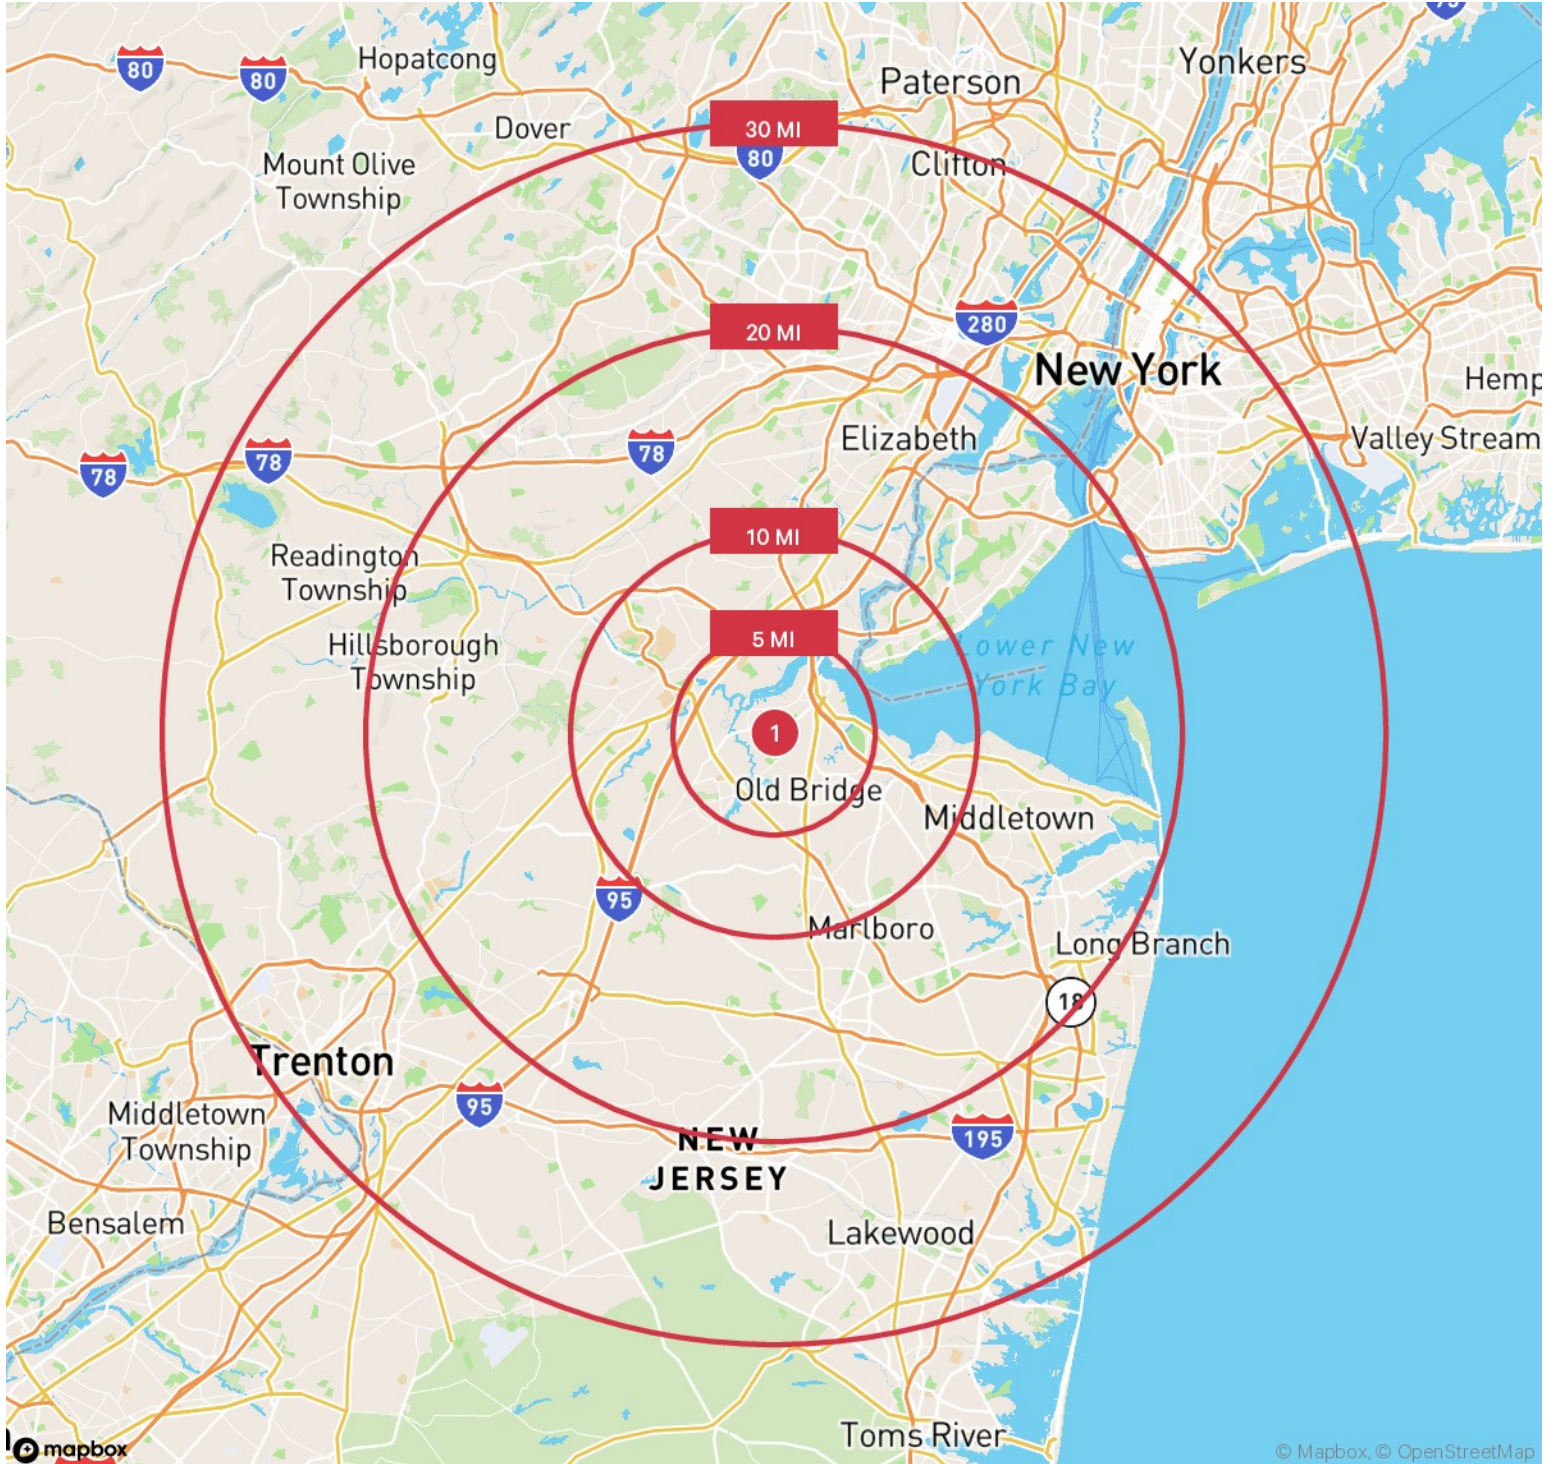 80
80
Hopatcong
Paterson
Yonkers
Dover
30 MI
80
Clifton
Mount Olive
Township
280
20 MI
New York
Hemp
78
78
78
Elizabeth
Valley Stream
10 MI
Readington
Township
Hillsborough
Township
5 MI
Lower New
York Bay
1
Old Bridge
Middletown
95
Marlboro
Long Branch
18
Trenton
95
Middletown
Township
195
NEW
JERSEY
Bensalem
Lakewood
Toms River
mapbox
© Mapbox, © OpenStreetMap